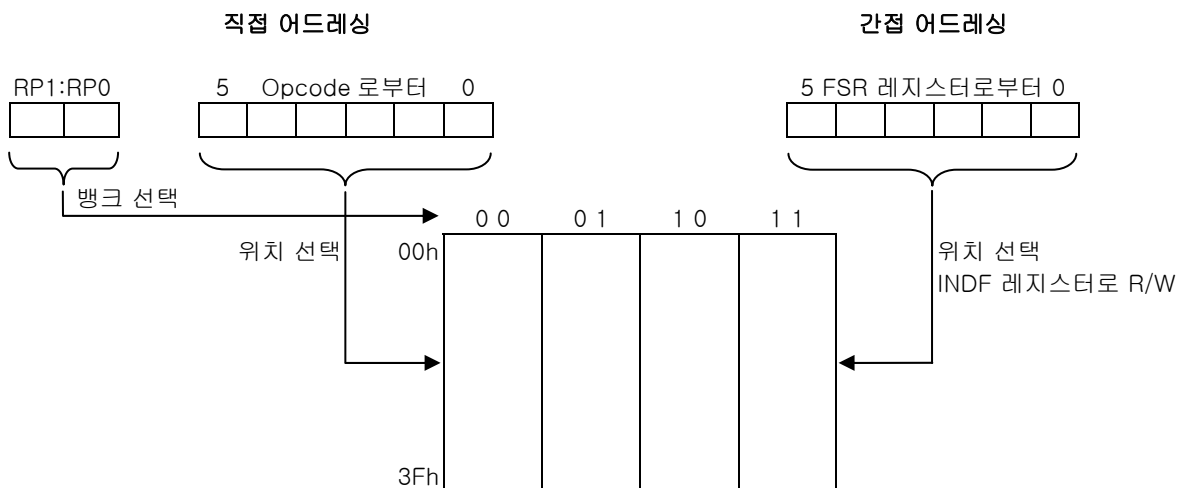 직접 어드레싱
간접 어드레싱
RP1:RP0
5 Opcode 로부터 0
5 FSR 레지스터로부터 0
뱅크 선택
0 0 0 1 1 0 1 1
위치 선택
00h
위치 선택
INDF 레지스터로 R/W
3Fh